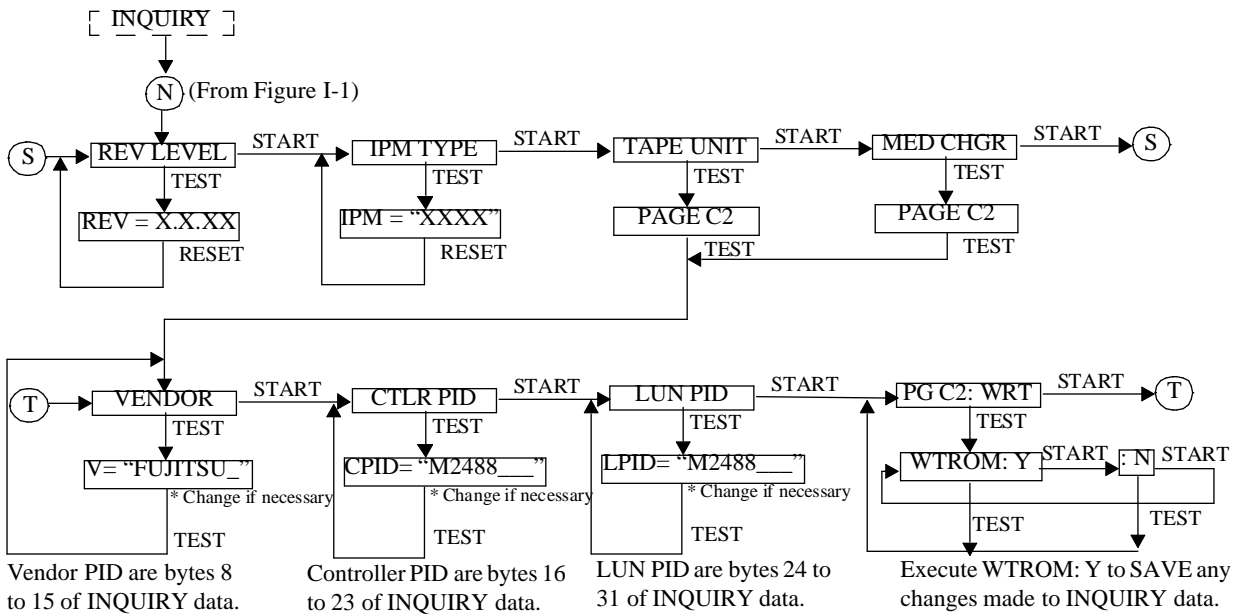 INQUIRY
N (From Figure I-1)
START START START START
S REV LEVEL IPM TYPE TAPE UNIT MED CHGR S
TEST TEST TEST TEST
REV = X.X.XX IPM = “XXXX” PAGE C2 PAGE C2
RESET RESET TEST TEST
START START START START
T VENDOR CTLR PID LUN PID PG C2: WRT T
TEST TEST TEST TEST
V= “FUJITSU_” CPID= “M2488___” LPID= “M2488___” WTROM: Y START : N START
* Change if necessary * Change if necessary * Change if necessary
TEST TEST TEST TEST TEST
Vendor PID are bytes 8
to 15 of INQUIRY data.
Controller PID are bytes 16
to 23 of INQUIRY data.
LUN PID are bytes 24 to
31 of INQUIRY data.
Execute WTROM: Y to SAVE any
changes made to INQUIRY data.